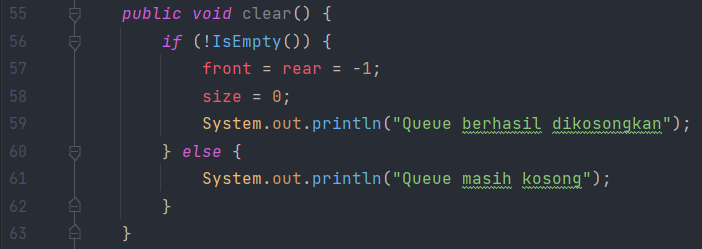 55 public void clear() {
56 if (!IsEmpty()) {
57 front = rear = -1;
58 size = 0;
59 System.out.println("Queue berhasil dikosongkan");
60 } else {
61 System.out.println("Queue masih kosong");
62 }
63 }